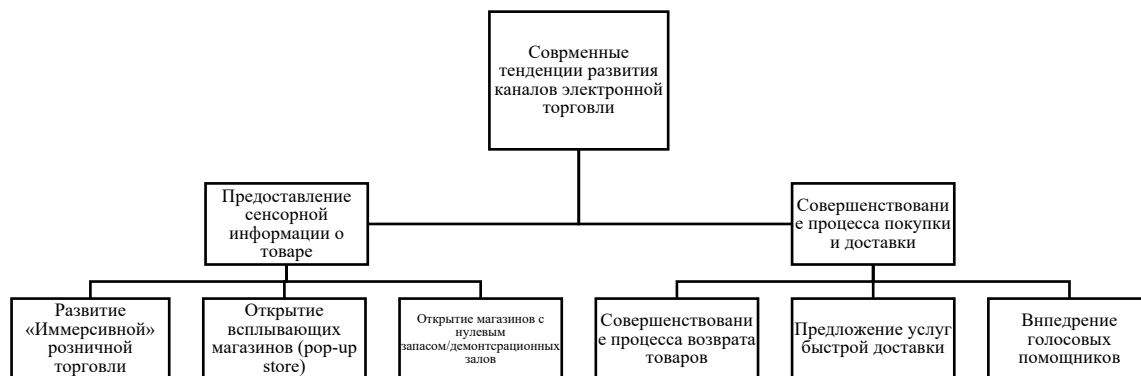 Соврменные
тенденции развития
каналов электронной
торговли
Предоставление
сенсорной
информации о
товаре
Совершенствовани
е процесса покупки
и доставки
Развитие
«Иммерсивной»
розничной
торговли
Открытие
всплывающих
магазинов (pop-up
store)
Открытие магазинов с
нулевым
запасом/демонтсрационных
залов
Совершенствовани
е процесса возврата
товаров
Предложение услуг
быстрой доставки
Внпедрение
голосовых
помощников